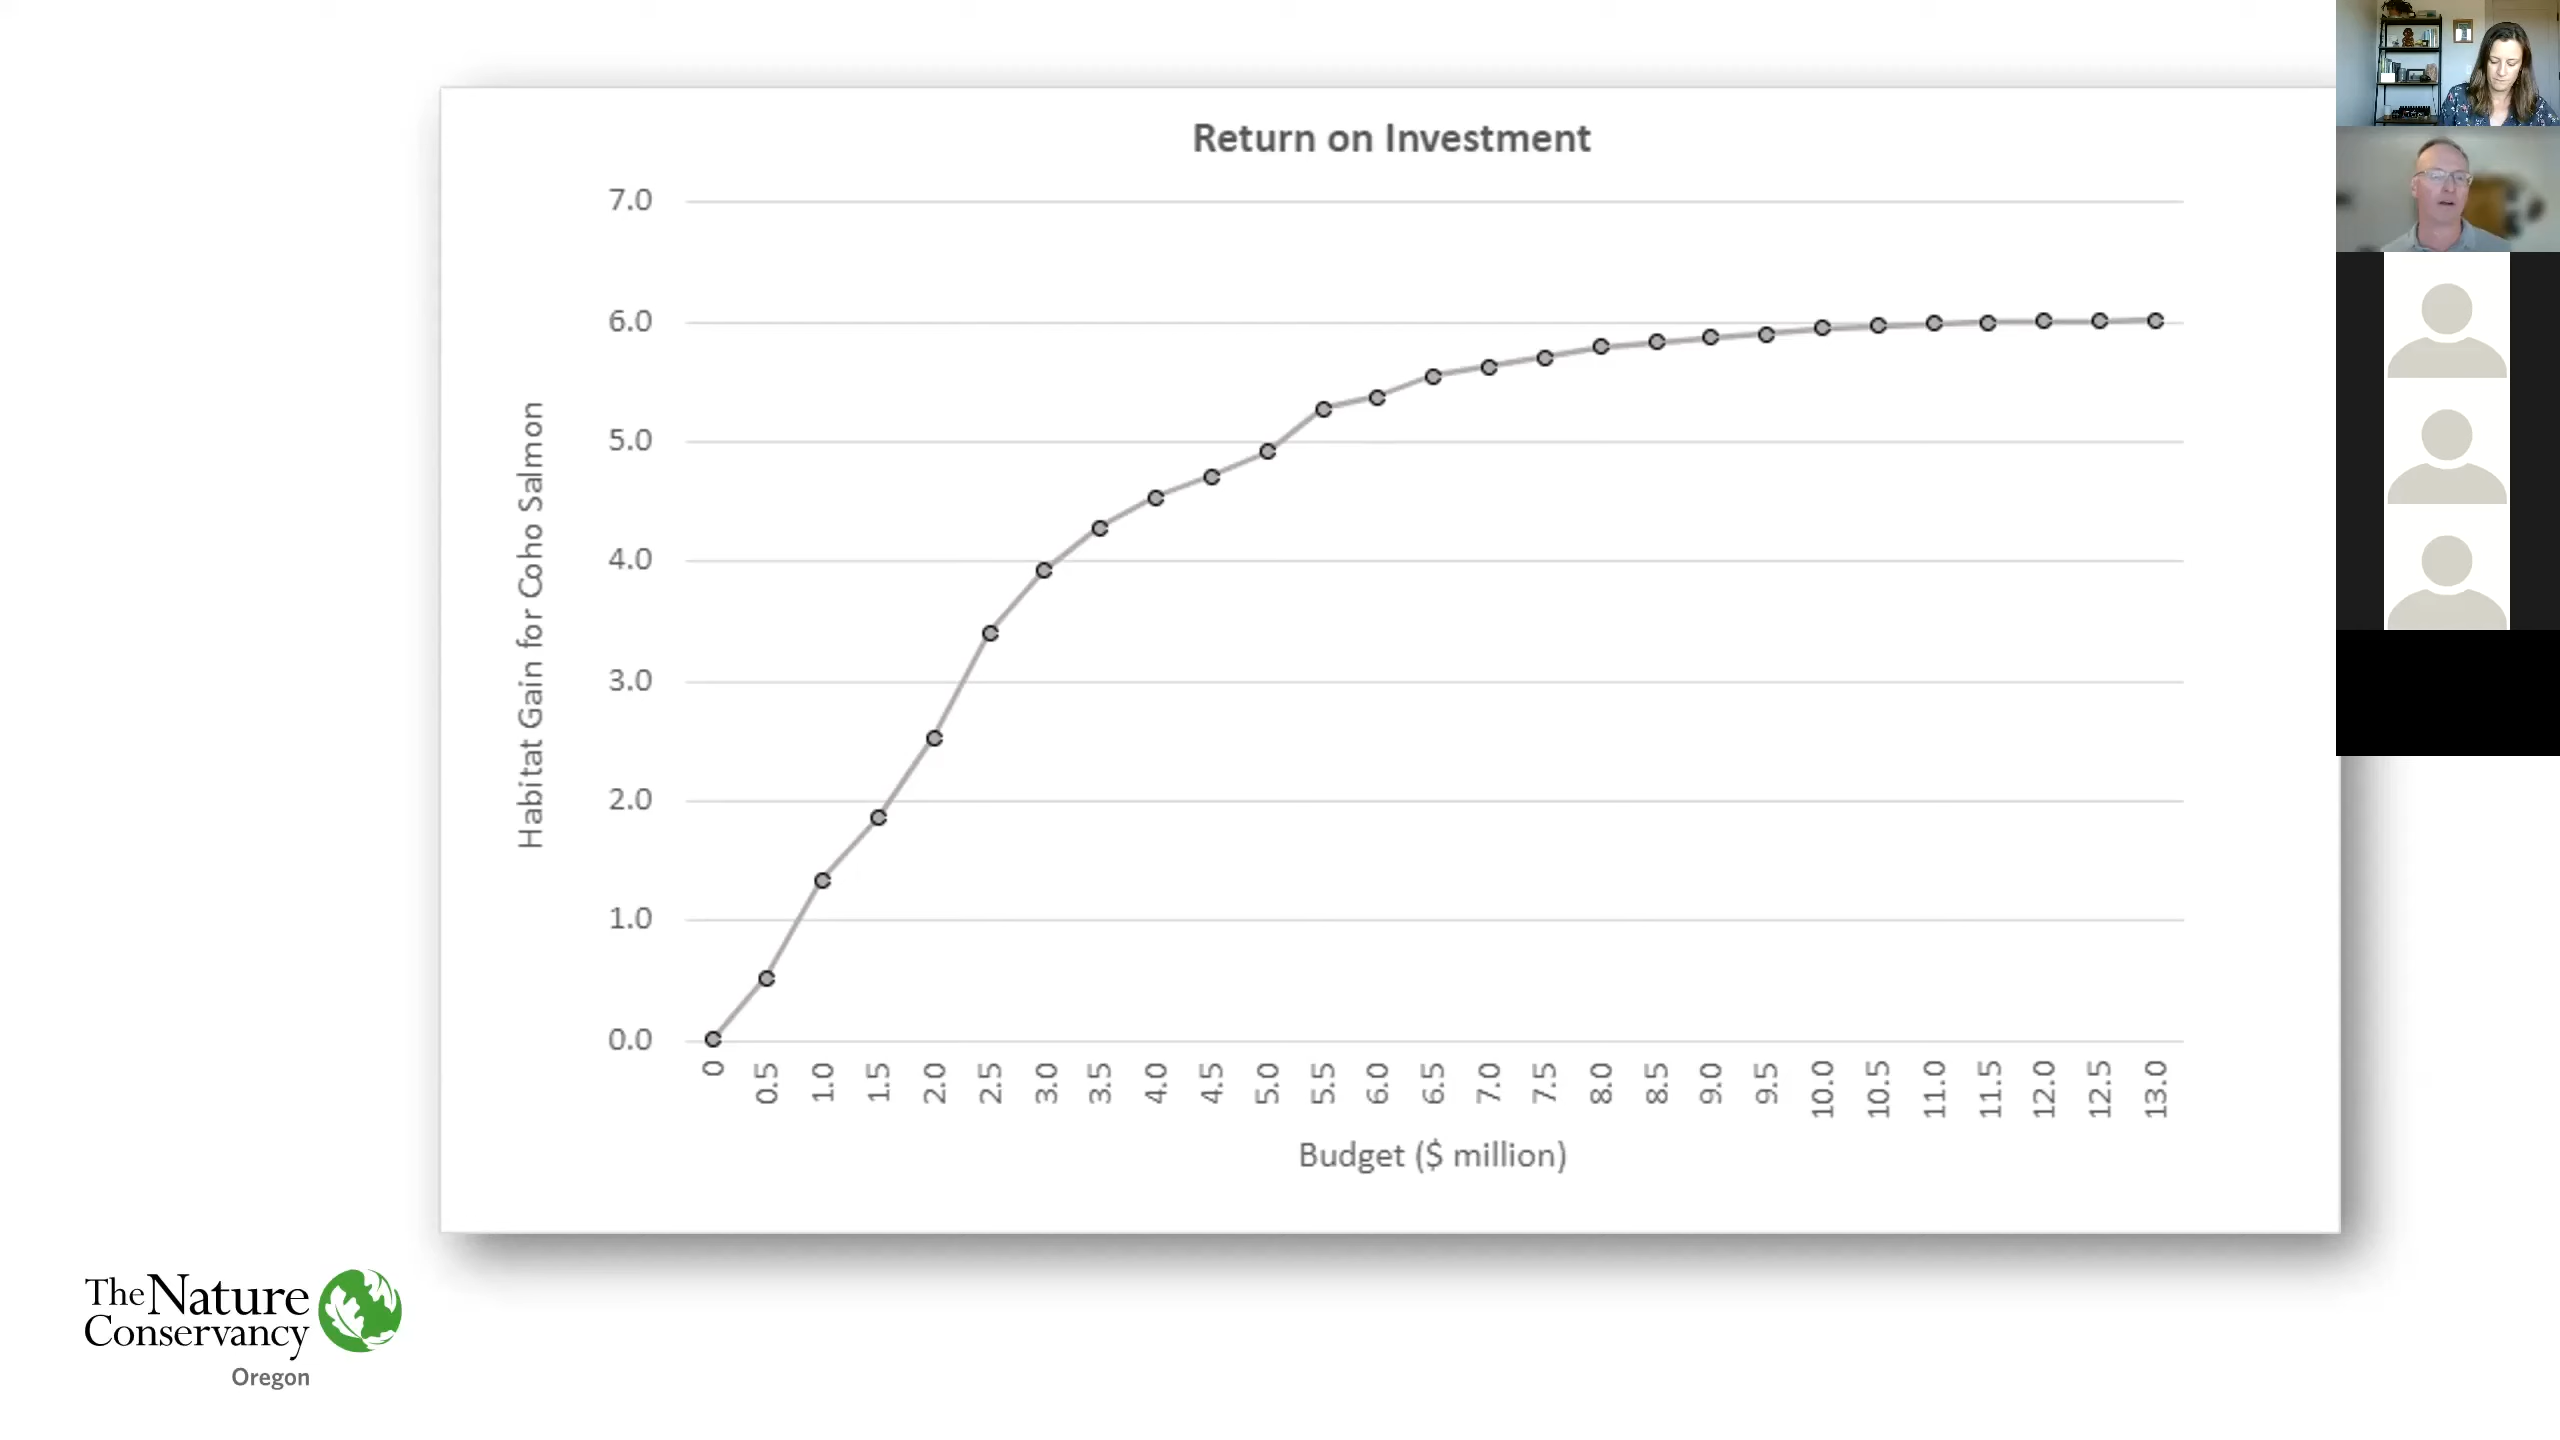 Return on Investment
7.0
6.0
5.0
4.0
3.0
2.0
1.0
0.0
Habitat Gain for Coho Salmon
0 0.5 1.0 1.5 2.0 2.5 3.0 3.5 4.0 4.5 5.0 5.5 6.0 6.5 7.0 7.5 8.0 8.5 9.0 9.5 10.0 10.5 11.0 11.5 12.0 12.5 13.0
Budget ($ million)
The Nature
Conservancy
Oregon